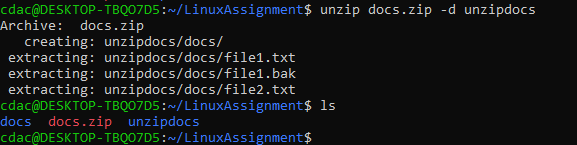 cdac@DESKTOP-TBQO7D5:~/LinuxAssignment$ unzip docs.zip -d unzipdocs
Archive:  docs.zip
   creating: unzipdocs/docs/
 extracting: unzipdocs/docs/file1.txt
 extracting: unzipdocs/docs/file1.bak
 extracting: unzipdocs/docs/file2.txt
cdac@DESKTOP-TBQO7D5:~/LinuxAssignment$ ls
docs  docs.zip  unzipdocs
cdac@DESKTOP-TBQO7D5:~/LinuxAssignment$